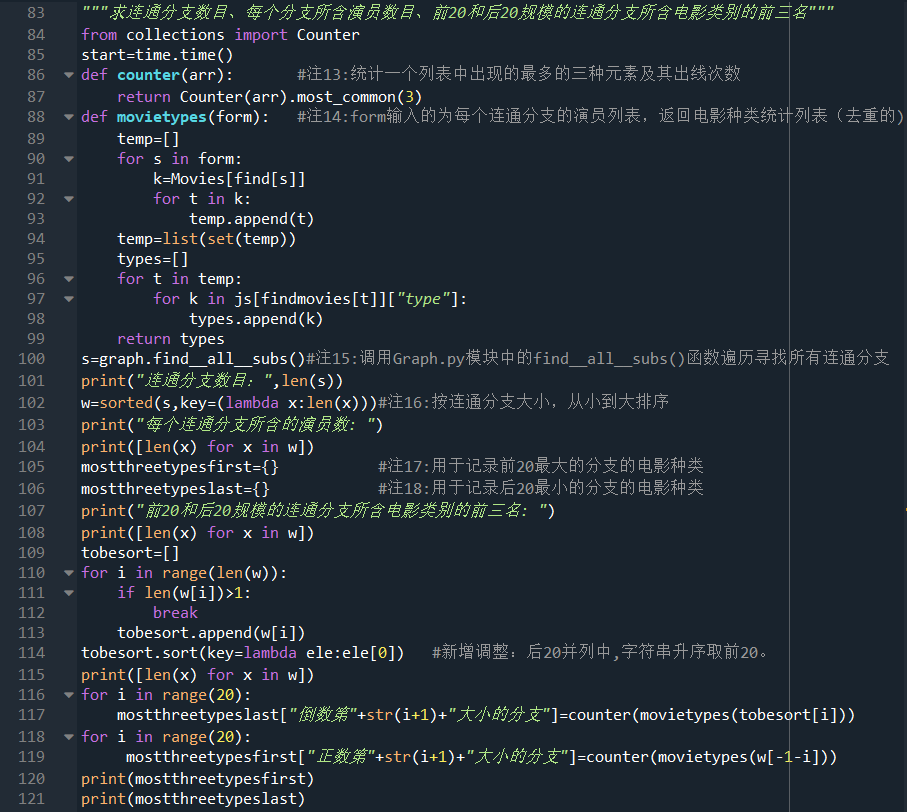 83 """求连通分支数目、每个分支所含演员数目、前20和后20规模的连通分支所含电影类别的前三名"""
84 from collections import Counter
85 start=time.time()
86 def counter(arr): #注13:统计一个列表中出现的最多的三种元素及其出线次数
87 return Counter(arr).most_common(3)
88 def movietypes(form): #注14:form输入的为每个连通分支的演员列表，返回电影种类统计列表（去重的）
89 temp=[]
90 for s in form:
91 k=Movies[find[s]]
92 for t in k:
93 temp.append(t)
94 temp=list(set(temp))
95 types=[]
96 for t in temp:
97 for k in js[findmovies[t]]["type"]:
98 types.append(k)
99 return types
100 s=graph.find__all__subs()#注15:调用Graph.py模块中的find__all__subs()函数遍历寻找所有连通分支
101 print("连通分支数目：",len(s))
102 w=sorted(s,key=(lambda x:len(x)))#注16:按连通分支大小，从小到大排序
103 print("每个连通分支所含的演员数：")
104 print([len(x) for x in w])
105 mostthreetypesfirst={} #注17:用于记录前20最大的分支的电影种类
106 mostthreetypeslast={} #注18:用于记录后20最小的分支的电影种类
107 print("前20和后20规模的连通分支所含电影类别的前三名：")
108 print([len(x) for x in w])
109 tobesort=[]
110 for i in range(len(w)):
111 if len(w[i])>1:
112 break
113 tobesort.append(w[i])
114 tobesort.sort(key=lambda ele:ele[0]) #新增调整：后20并列中,字符串升序取前20。
115 print([len(x) for x in w])
116 for i in range(20):
117 mostthreetypeslast["倒数第"+str(i+1)+"大小的分支"]=counter(movietypes(tobesort[i]))
118 for i in range(20):
119 mostthreetypesfirst["正数第"+str(i+1)+"大小的分支"]=counter(movietypes(w[-1-i]))
120 print(mostthreetypesfirst)
121 print(mostthreetypeslast)